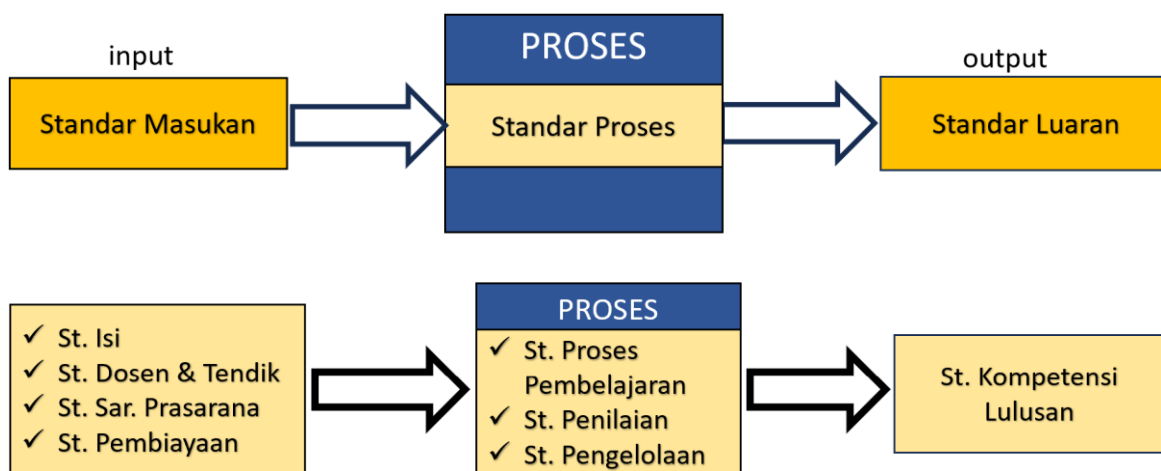 input
PROSES
output
Standar Masukan
Standar Proses
Standar Luaran
✓ St. Isi
✓ St. Dosen & Tendik
✓ St. Sar. Prasarana
✓ St. Pembiayaan
PROSES
✓ St. Proses
Pembelajaran
✓ St. Penilaian
✓ St. Pengelolaan
St. Kompetensi
Lulusan